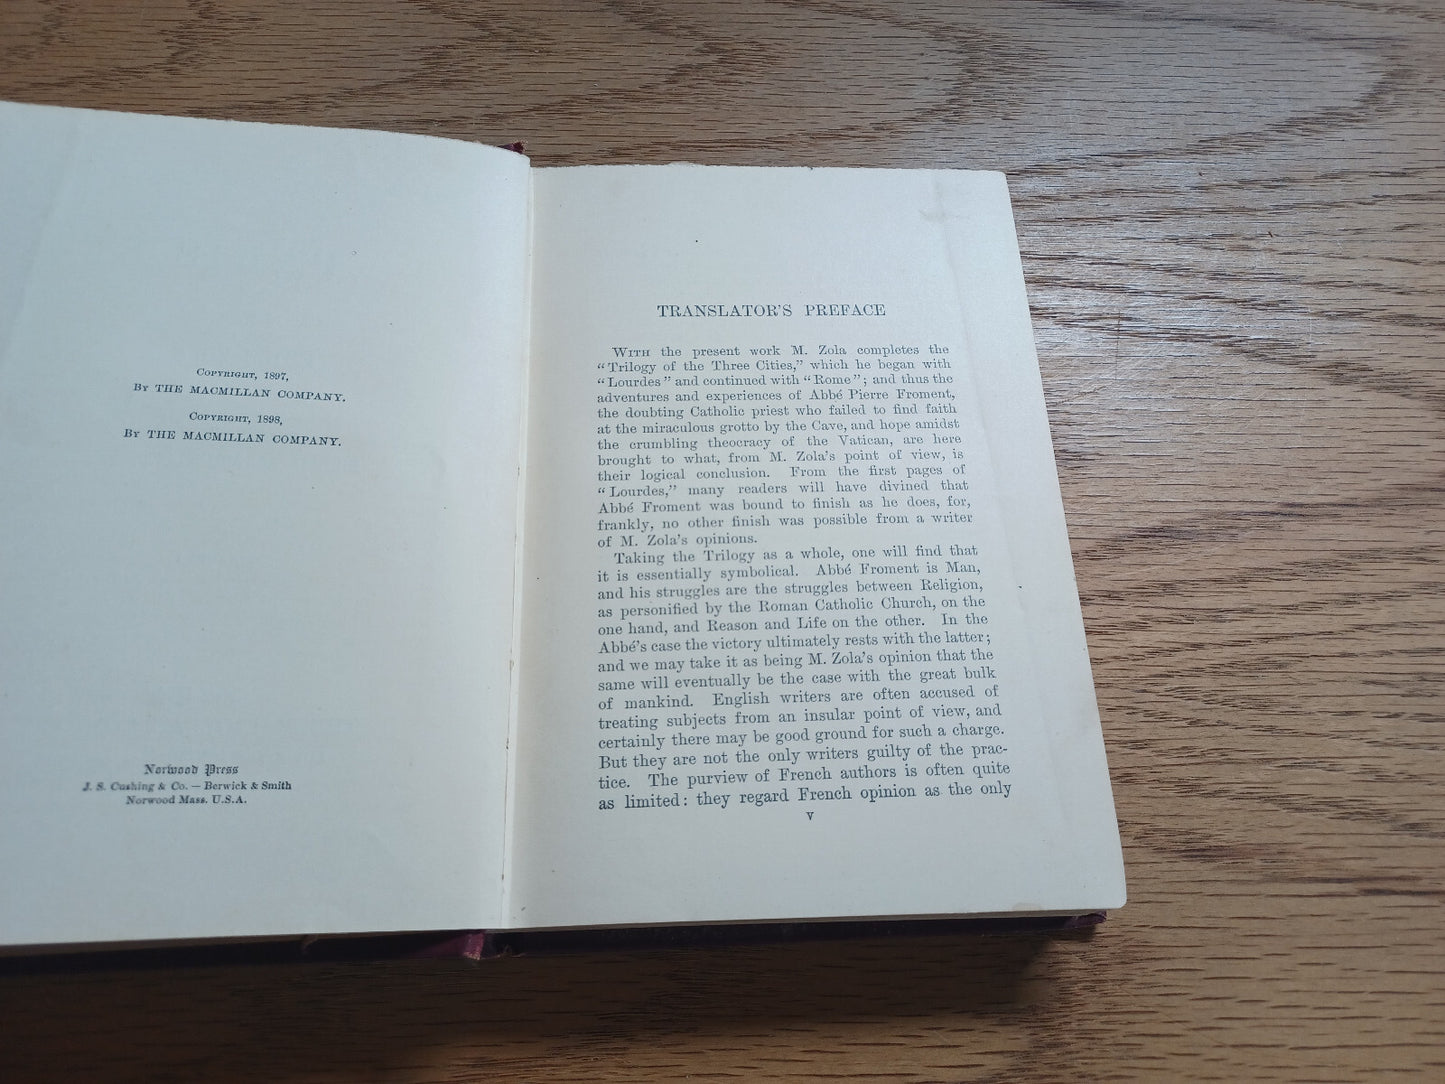 COPYRIGHT, 1897,
BY THE MACMILLAN COMPANY.
COPYRIGHT, 1898,
BY THE MACMILLAN COMPANY.
Norwood Press
J. S. Cushing & Co. — Berwick & Smith
Norwood Mass. U.S.A.
TRANSLATOR'S PREFACE
WITH the present work M. Zola completes the
"Trilogy of the Three Cities," which he began with
"Lourdes" and continued with "Rome"; and thus the
adventures and experiences of Abbé Pierre Froment,
the doubting Catholic priest who failed to find faith
at the miraculous grotto by the Cave, and hope amidst
the crumbling theocracy of the Vatican, are here
brought to what, from M. Zola's point of view, is
their logical conclusion. From the first pages of
"Lourdes," many readers will have divined that
Abbé Froment was bound to finish as he does, for,
frankly, no other finish was possible from a writer
of M. Zola's opinions.
Taking the Trilogy as a whole, one will find that
it is essentially symbolical. Abbé Froment is Man,
and his struggles are the struggles between Religion,
as personified by the Roman Catholic Church, on the
one hand, and Reason and Life on the other. In the
Abbé's case the victory ultimately rests with the latter;
and we may take it as being M. Zola's opinion that the
same will eventually be the case with the great bulk
of mankind. English writers are often accused of
treating subjects from an insular point of view, and
certainly there may be good ground for such a charge.
But they are not the only writers guilty of the prac-
tice. The purview of French authors is often quite
as limited: they regard French opinion as the only
v